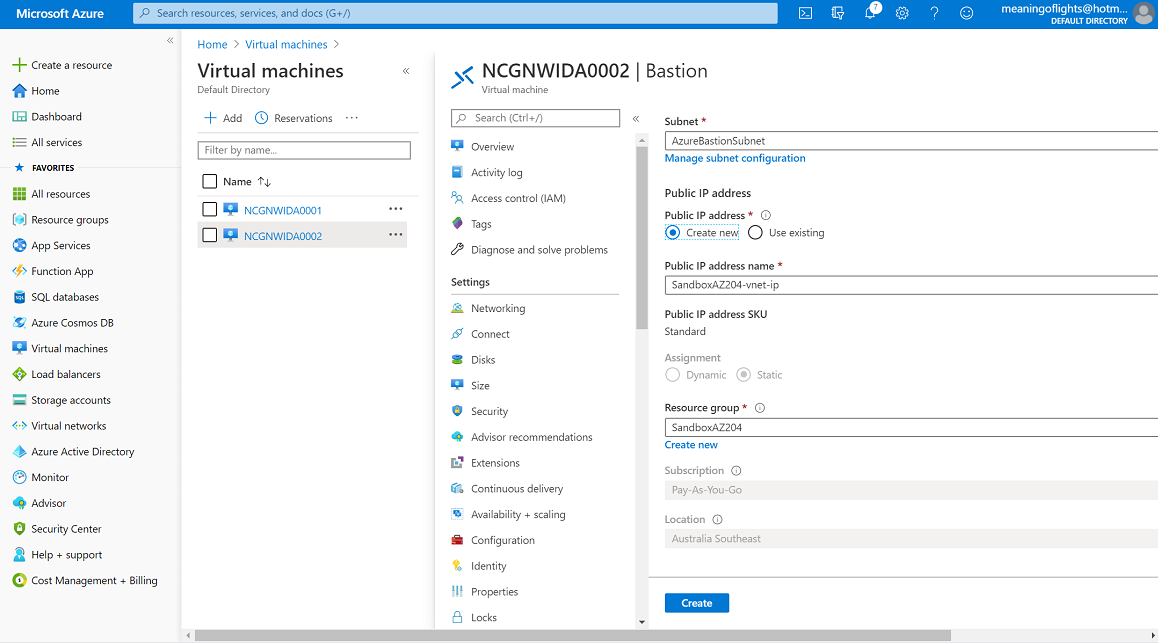 Microsoft Azure
Search resources, services, and docs (G+/)
7
meaningoflights@hotm...
DEFAULT DIRECTORY
«
Create a resource
Home
Dashboard
All services
FAVORITES
All resources
Resource groups
App Services
Function App
SQL databases
Azure Cosmos DB
Virtual machines
Load balancers
Storage accounts
Virtual networks
Azure Active Directory
Monitor
Advisor
Security Center
Help + support
Cost Management + Billing
Home > Virtual machines >
Virtual machines «
Default Directory
Add Reservations ...
Filter by name...
Name ↑↓
NCGNWIDA0001 ...
NCGNWIDA0002 ...
NCGNWIDA0002 | Bastion
Virtual machine
Search (Ctrl+/) «
Overview
Activity log
Access control (IAM)
Tags
Diagnose and solve problems
Settings
Networking
Connect
Disks
Size
Security
Advisor recommendations
Extensions
Continuous delivery
Availability + scaling
Configuration
Identity
Properties
Locks
Subnet *
AzureBastionSubnet
Manage subnet configuration
Public IP address
Public IP address *
Create new Use existing
Public IP address name *
SandboxAZ204-vnet-ip
Public IP address SKU
Standard
Assignment
Dynamic Static
Resource group *
SandboxAZ204
Create new
Subscription
Pay-As-You-Go
Location
Australia Southeast
Create